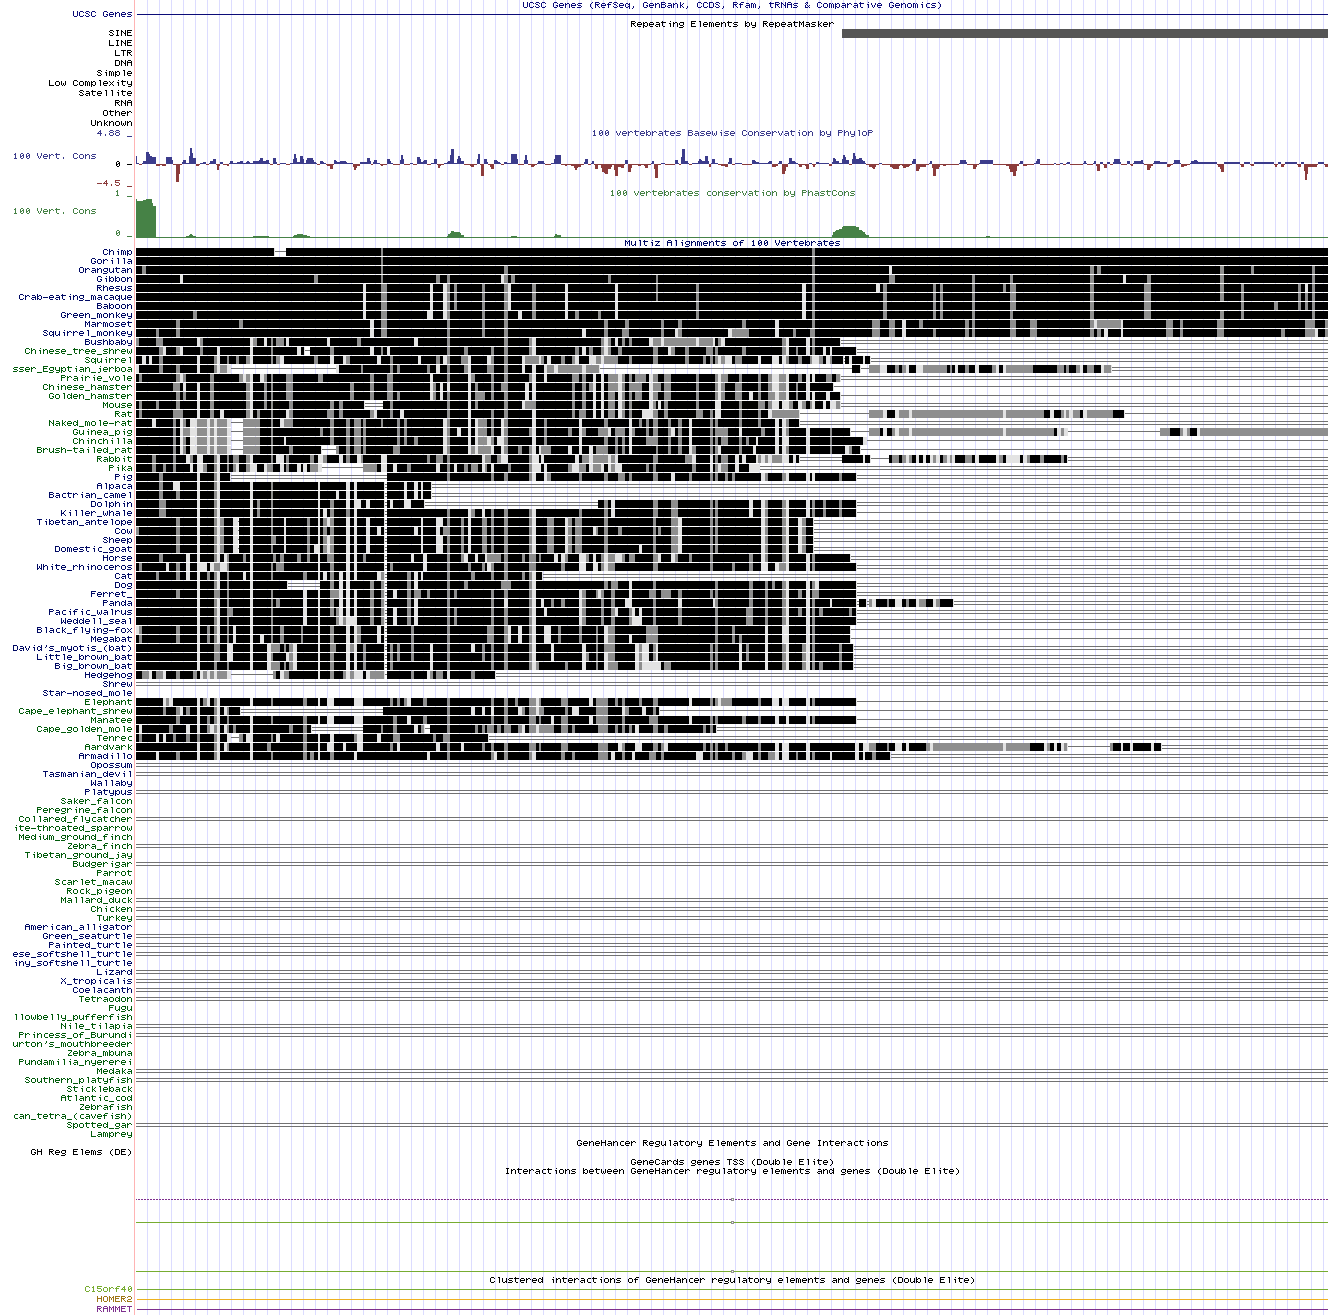 UCSC Genes (RefSeq, GenBank, CCDS, Rfam, tRNAs & Comparative Genomics)
UCSC Genes
Repeating Elements by RepeatMasker
SINE
LINE
LTR
DNA
Simple
Low Complexity
Satellite
RNA
Other
Unknown
4.88 _
100 vertebrates Basewise Conservation by PhyloP
100 Vert. Cons
0 _
-4.5 _
1 _
100 vertebrates conservation by PhastCons
100 Vert. Cons
0 _
Multiz Alignments of 100 Vertebrates
Chimp
Gorilla
Orangutan
Gibbon
Rhesus
Crab-eating_macaque
Baboon
Green_monkey
Marmoset
Squirrel_monkey
Bushbaby
Chinese_tree_shrew
Squirrel
sser_Egyptian_jerboa
Prairie_vole
Chinese_hamster
Golden_hamster
Mouse
Rat
Naked_mole-rat
Guinea_pig
Chinchilla
Brush-tailed_rat
Rabbit
Pika
Pig
Alpaca
Bactrian_camel
Dolphin
Killer_whale
Tibetan_antelope
Cow
Sheep
Domestic_goat
Horse
White_rhinoceros
Cat
Dog
Ferret_
Panda
Pacific_walrus
Weddell_seal
Black_flying-fox
Megabat
David's_myotis_(bat)
Little_brown_bat
Big_brown_bat
Hedgehog
Shrew
Star-nosed_mole
Elephant
Cape_elephant_shrew
Manatee
Cape_golden_mole
Tenrec
Aardvark
Armadillo
Opossum
Tasmanian_devil
Wallaby
Platypus
Saker_falcon
Peregrine_falcon
Collared_flycatcher
ite-throated_sparrow
Medium_ground_finch
Zebra_finch
Tibetan_ground_jay
Budgerigar
Parrot
Scarlet_macaw
Rock_pigeon
Mallard_duck
Chicken
Turkey
American_alligator
Green_seaturtle
Painted_turtle
ese_softshell_turtle
iny_softshell_turtle
Lizard
X_tropicalis
Coelacanth
Tetraodon
Fugu
llowbelly_pufferfish
Nile_tilapia
Princess_of_Burundi
urton's_mouthbreeder
Zebra_mbuna
Pundamilia_nyererei
Medaka
Southern_platyfish
Stickleback
Atlantic_cod
Zebrafish
can_tetra_(cavefish)
Spotted_gar
Lamprey
GeneHancer Regulatory Elements and Gene Interactions
GH Reg Elems (DE)
GeneCards genes TSS (Double Elite)
Interactions between GeneHancer regulatory elements and genes (Double Elite)
Clustered interactions of GeneHancer regulatory elements and genes (Double Elite)
C15orf40
HOMER2
RAMMET